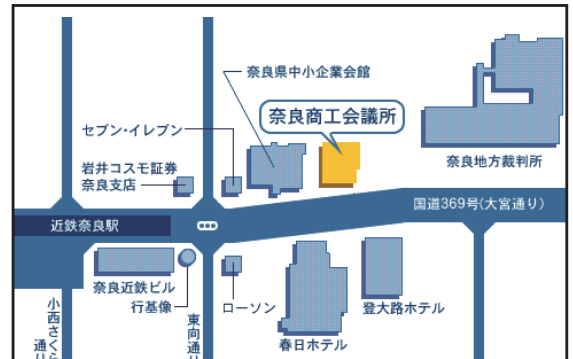 奈良県中小企業会館
奈良商工会議所
セブン・イレブン
岩井コスモ証券
奈良支店
奈良地方裁判所
国道369号(大宮通り)
近鉄奈良駅
奈良近鉄ビル
行基像
ローソン
登大路ホテル
春日ホテル
小西さくら
通り
東向通り